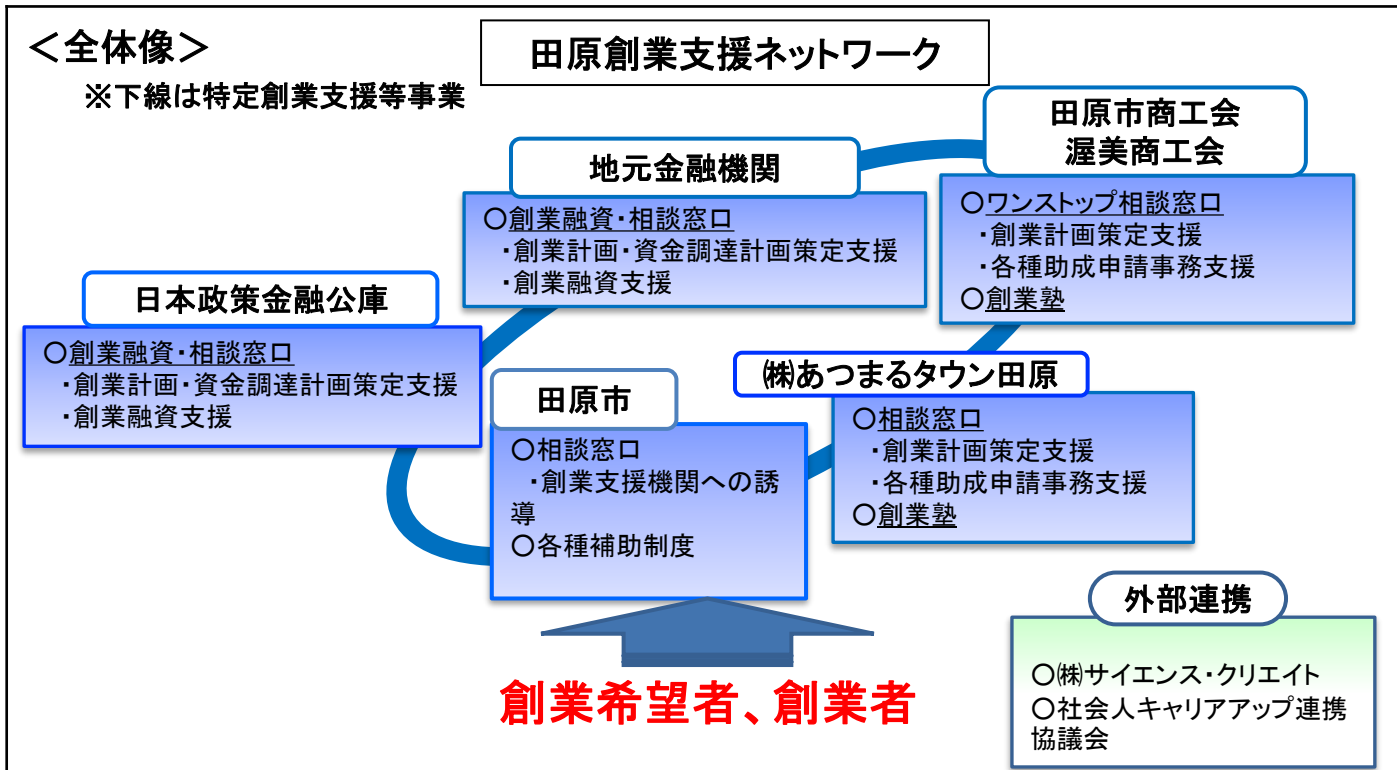 ＜全体像＞
※下線は特定創業支援等事業
田原創業支援ネットワーク
田原市商工会
渥美商工会
〇ワンストップ相談窓口
・創業計画策定支援
・各種助成申請事務支援
〇創業塾
地元金融機関
〇創業融資・相談窓口
・創業計画・資金調達計画策定支援
・創業融資支援
日本政策金融公庫
〇創業融資・相談窓口
・創業計画・資金調達計画策定支援
・創業融資支援
田原市
〇相談窓口
・創業支援機関への誘
導
〇各種補助制度
㈱あつまるタウン田原
〇相談窓口
・創業計画策定支援
・各種助成申請事務支援
〇創業塾
創業希望者、創業者
外部連携
〇㈱サイエンス・クリエイト
〇社会人キャリアアップ連携
協議会